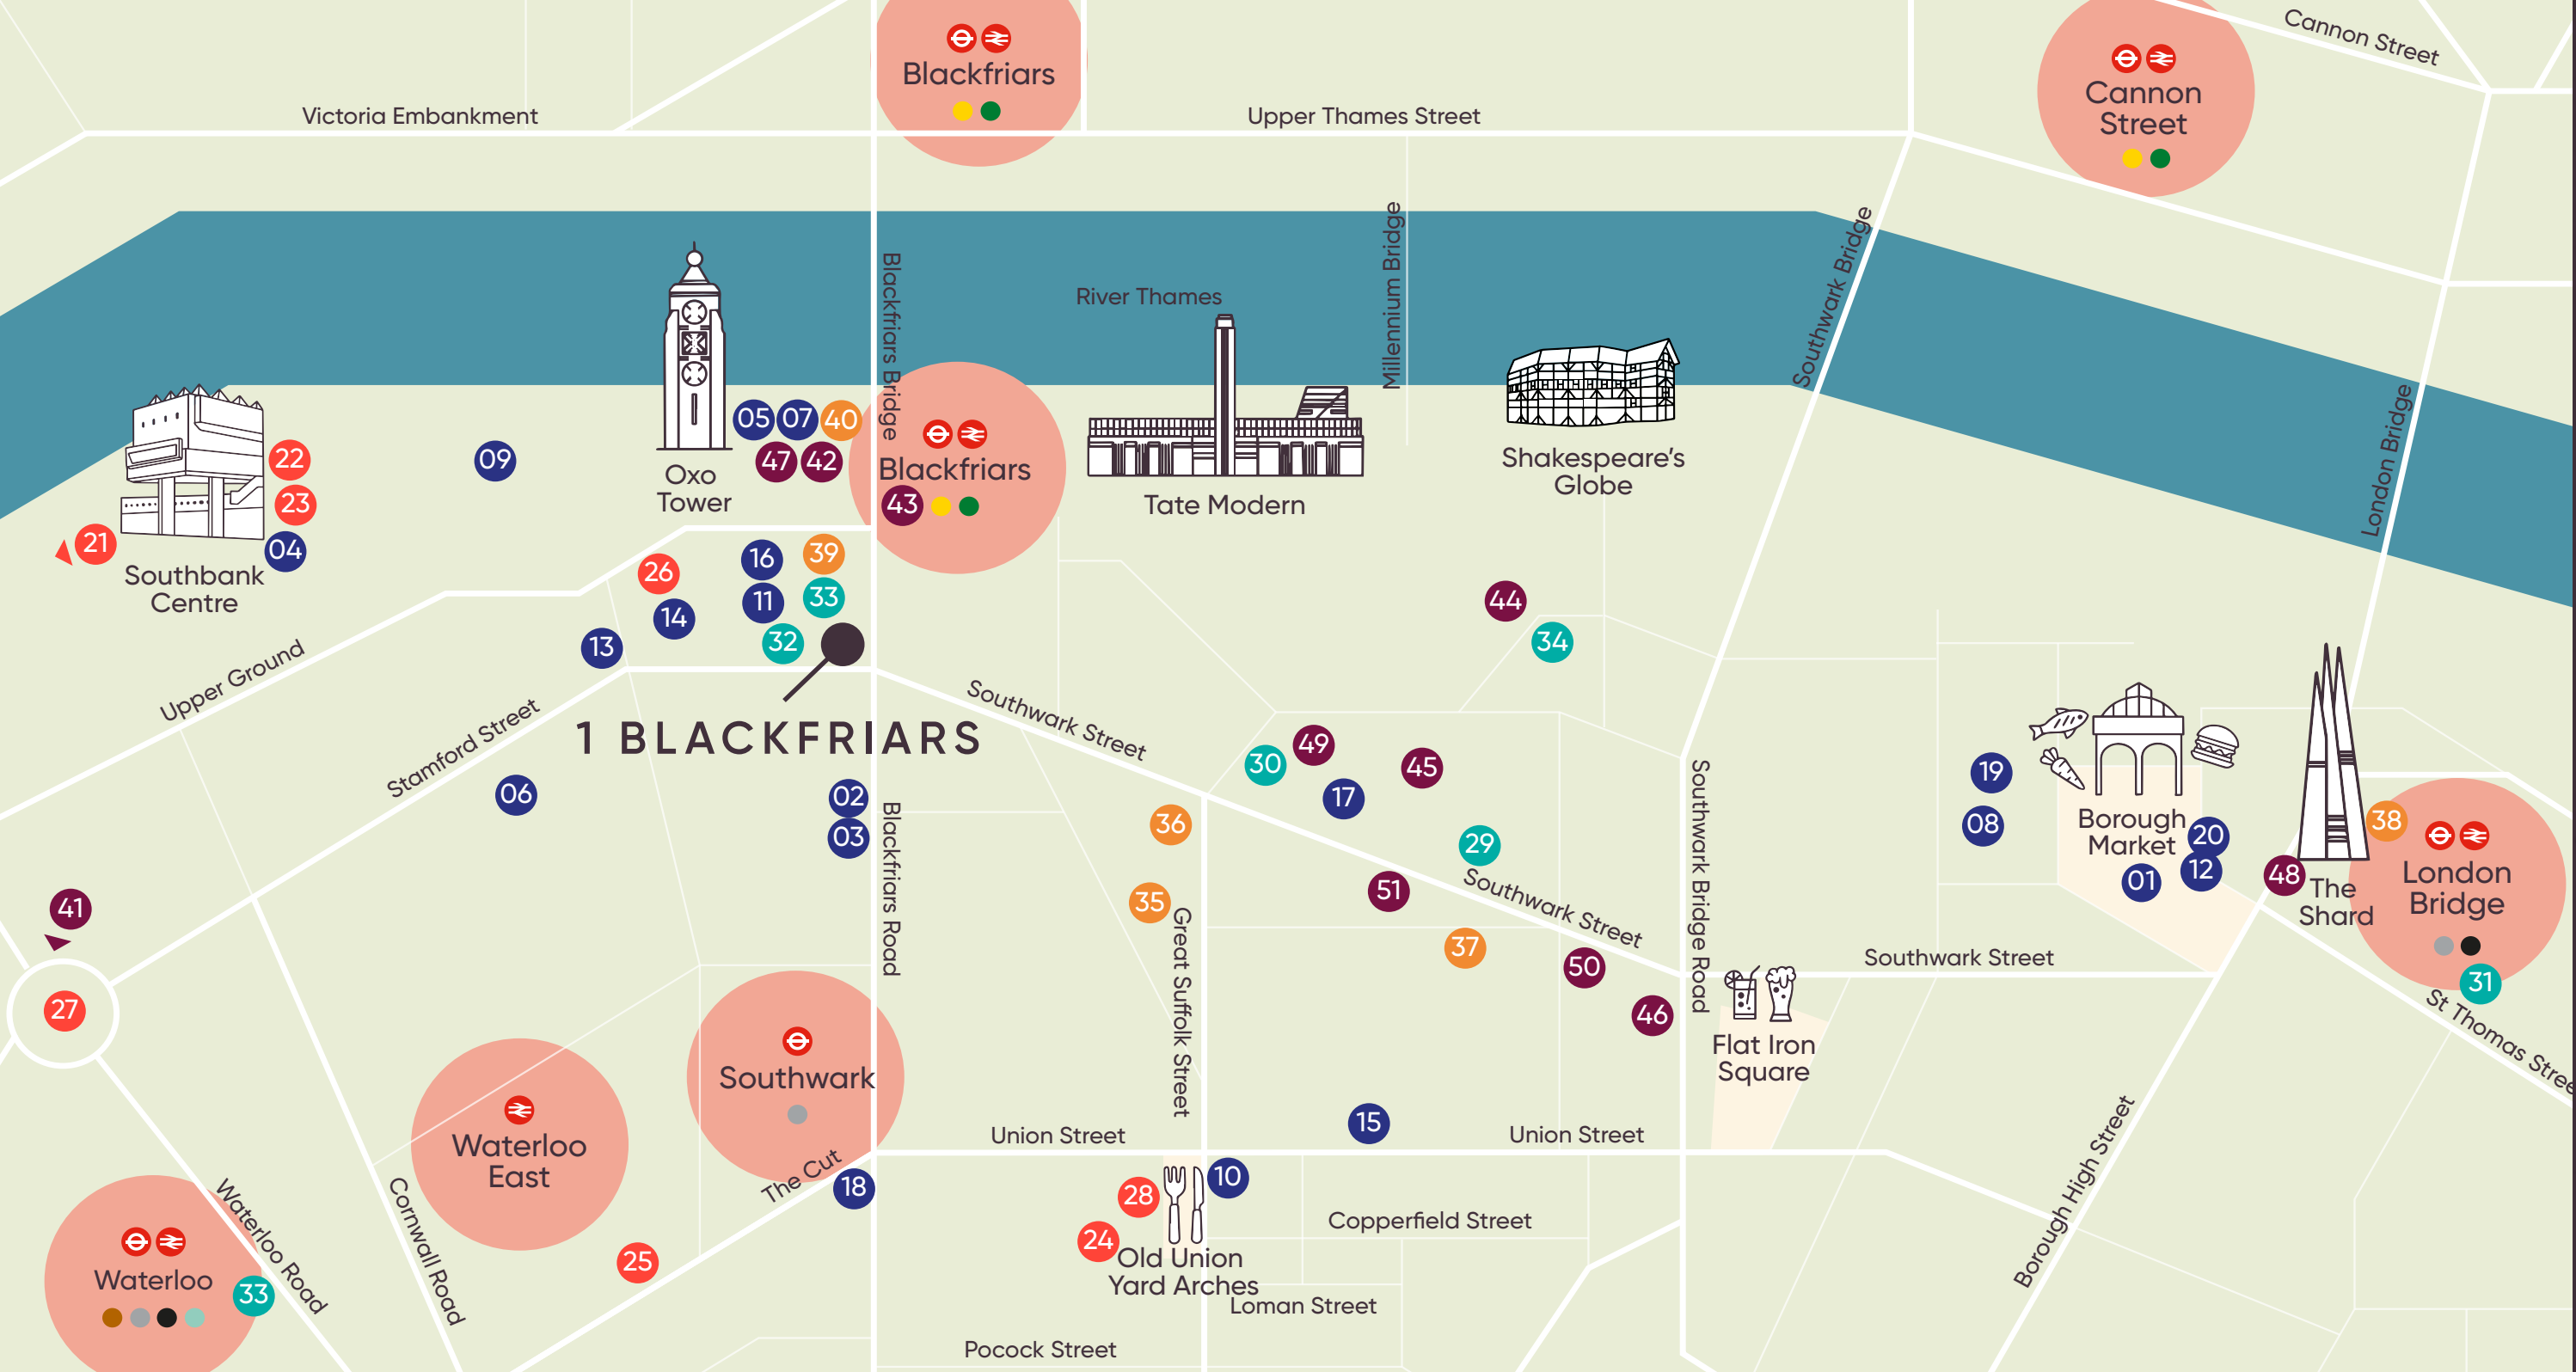 Blackfriars
Cannon Street
Cannon
Street
Victoria Embankment
Upper Thames Street
Blackfriars Bridge
River Thames
Millennium Bridge
Southwark Bridge
London Bridge
Oxo
Tower
05
07
40
47
42
Blackfriars
43
Tate Modern
Shakespeare's
Globe
22
23
21
04
Southbank
Centre
09
26
16
39
14
11
33
13
32
44
34
1 BLACKFRIARS
Upper Ground
Stamford Street
Southwark Street
06
02
03
Blackfriars Road
30
49
45
17
36
29
35
51
Southwark Street
37
50
46
Great Suffolk Street
Southwark Bridge Road
19
08
Borough
Market
20
12
01
48
The
Shard
38
London
Bridge
31
St Thomas Stree
Southwark Street
Flat Iron
Square
41
27
Southwark
Waterloo
East
The Cut
18
Waterloo
33
Waterloo Road
Cornwall Road
25
Union Street
15
Union Street
28
10
24
Old Union
Yard Arches
Copperfield Street
Loman Street
Pocock Street
Borough High Street